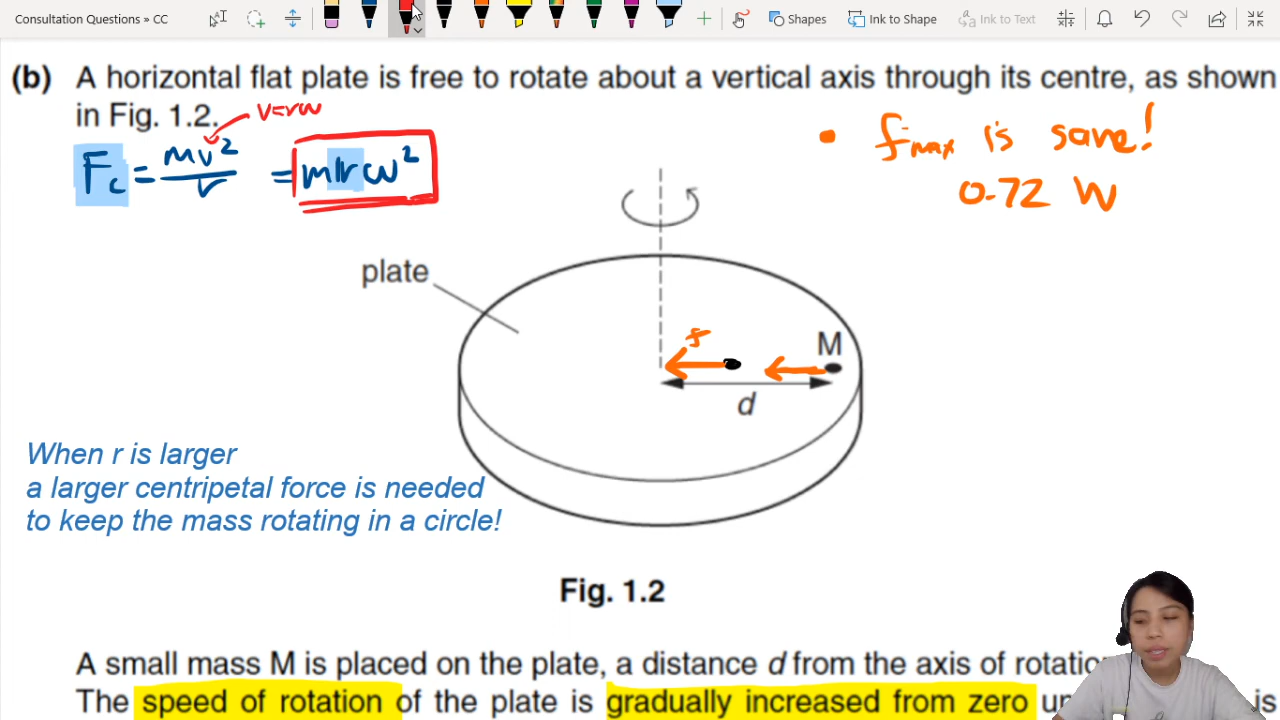 Consultation Questions » CC
Shapes
Ink to Shape
Ink to Text
(b) A horizontal flat plate is free to rotate about a vertical axis through its centre, as shown
in Fig. 1.2.
v=rω
Fc = mv²/r = mrω²
• fmax is same!
0.72 W
plate
f
M
d
When r is larger
a larger centripetal force is needed
to keep the mass rotating in a circle!
Fig. 1.2
A small mass M is placed on the plate, a distance d from the axis of
The speed of rotation of the plate is gradually increased from zero
is